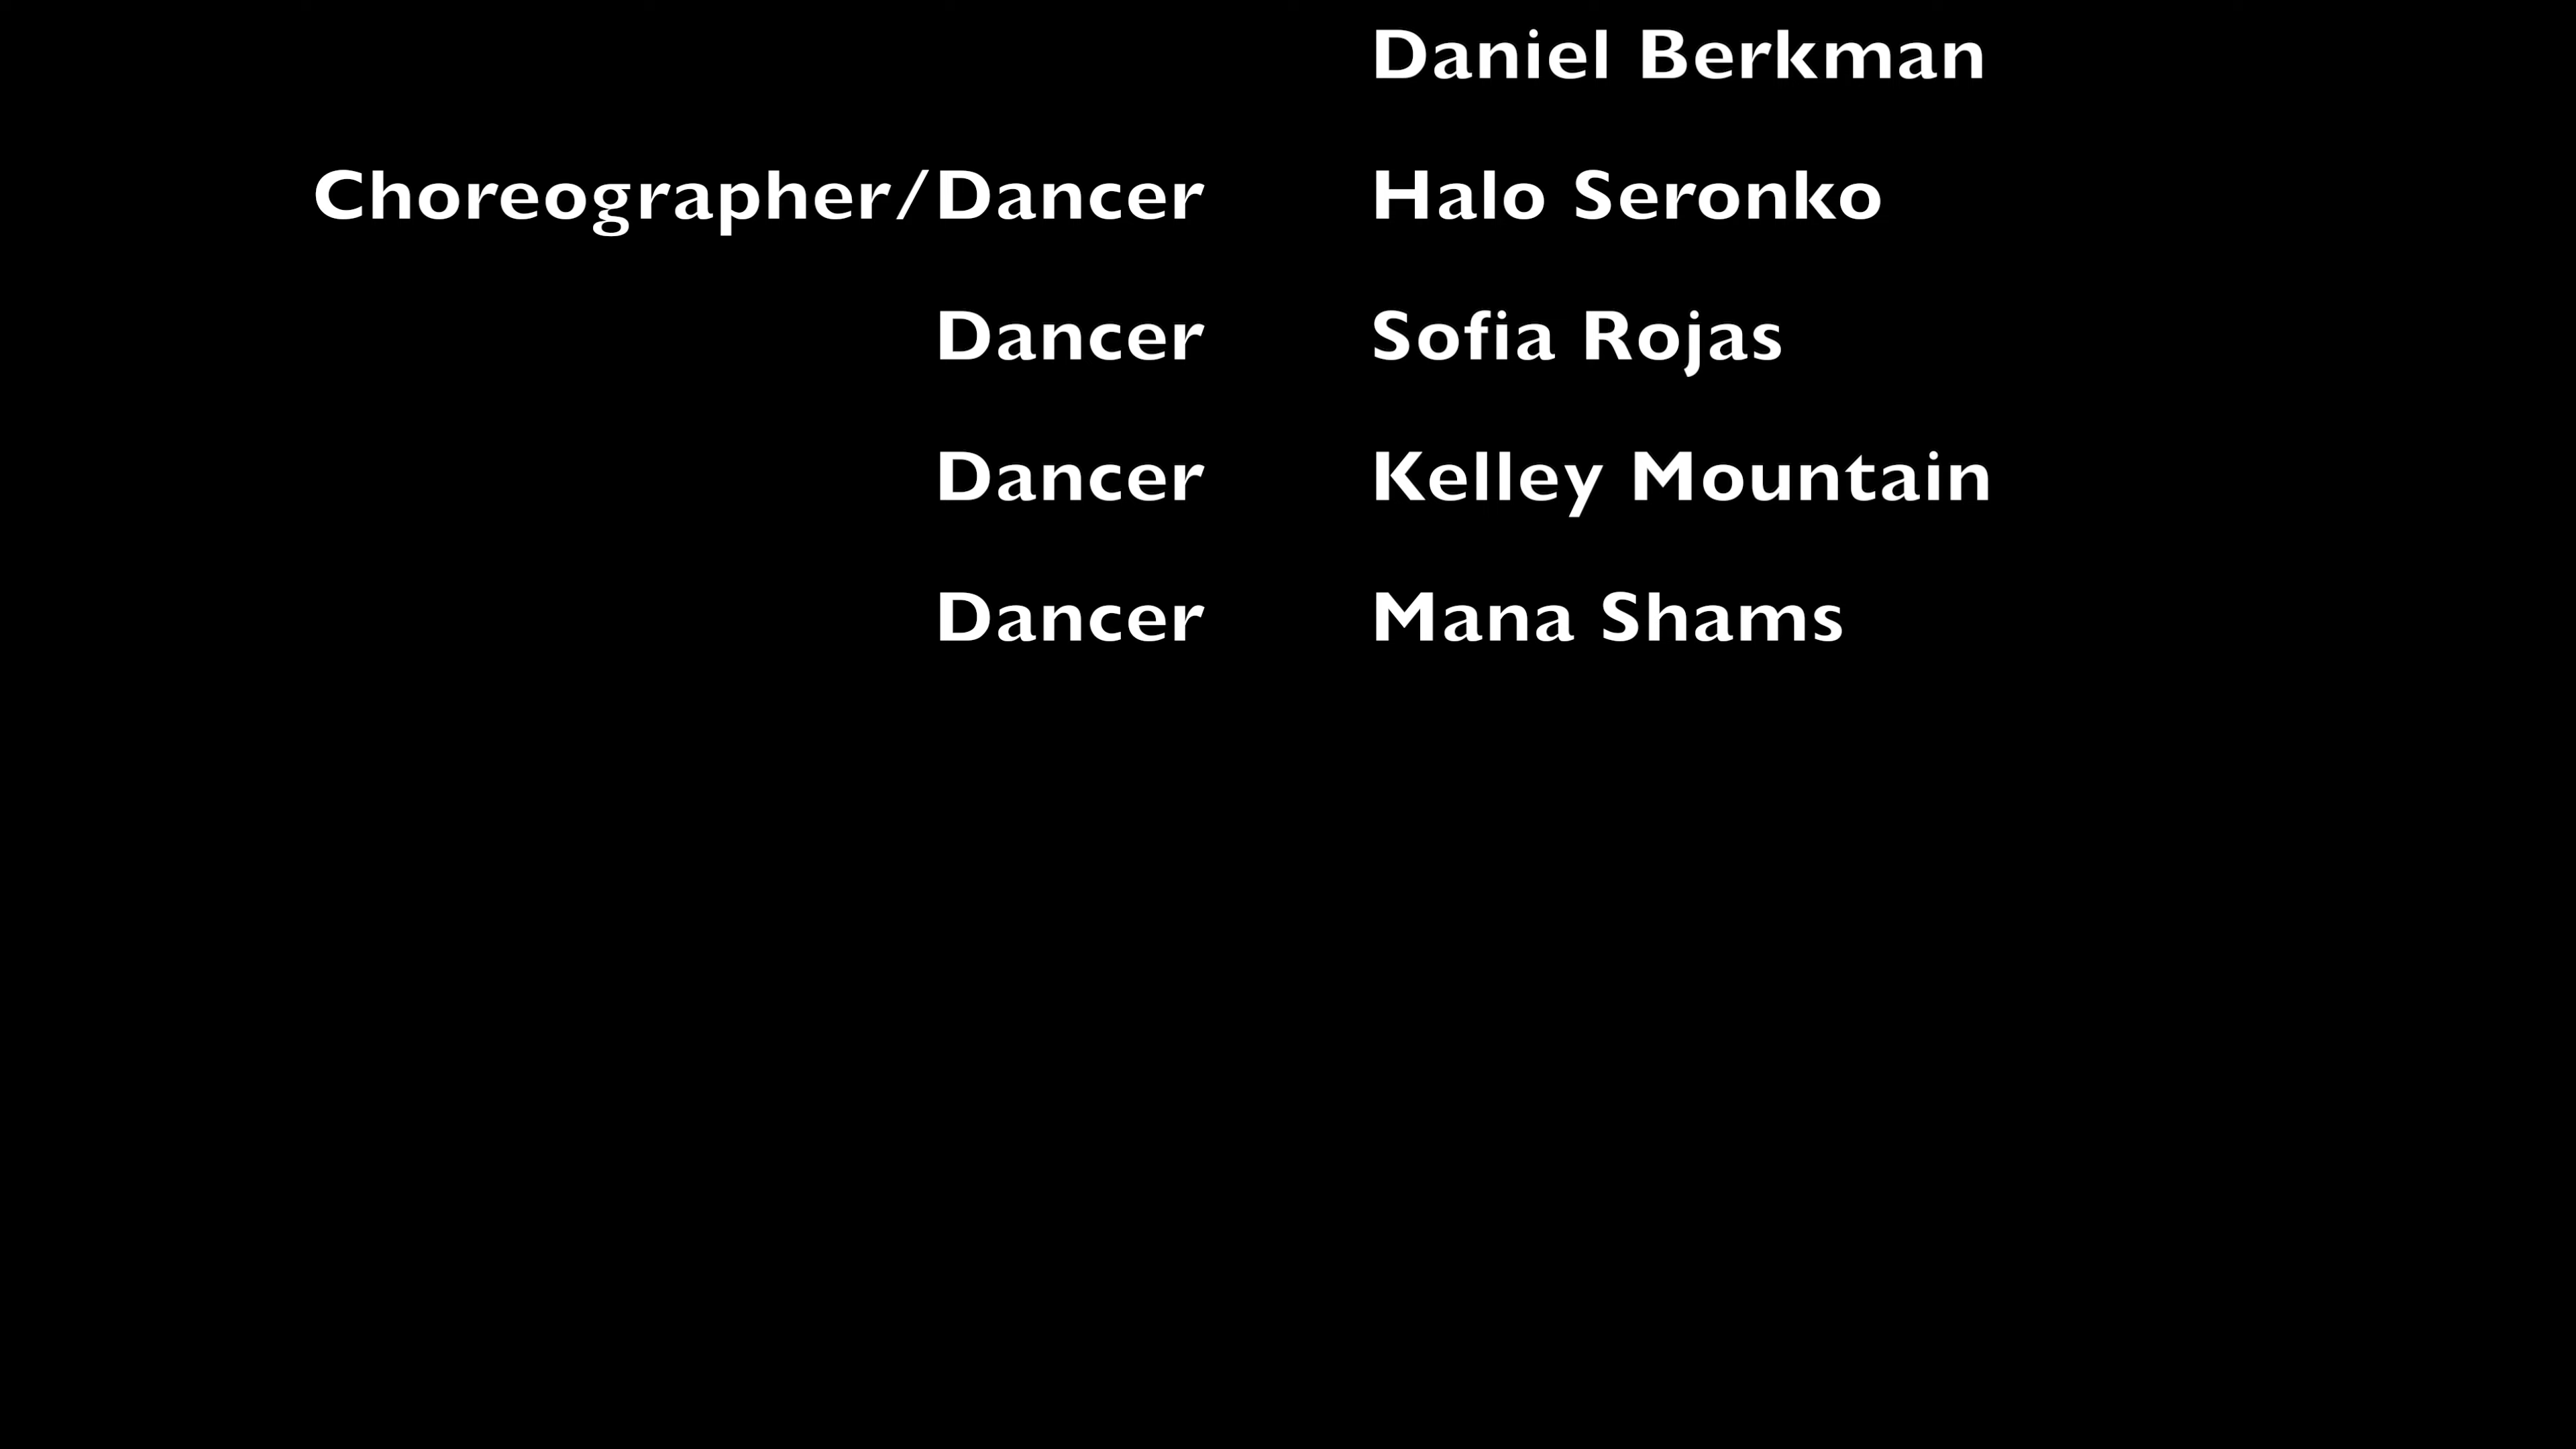 Daniel Berkman
Choreographer/Dancer Halo Seronko
Dancer Sofia Rojas
Dancer Kelley Mountain
Dancer Mana Shams